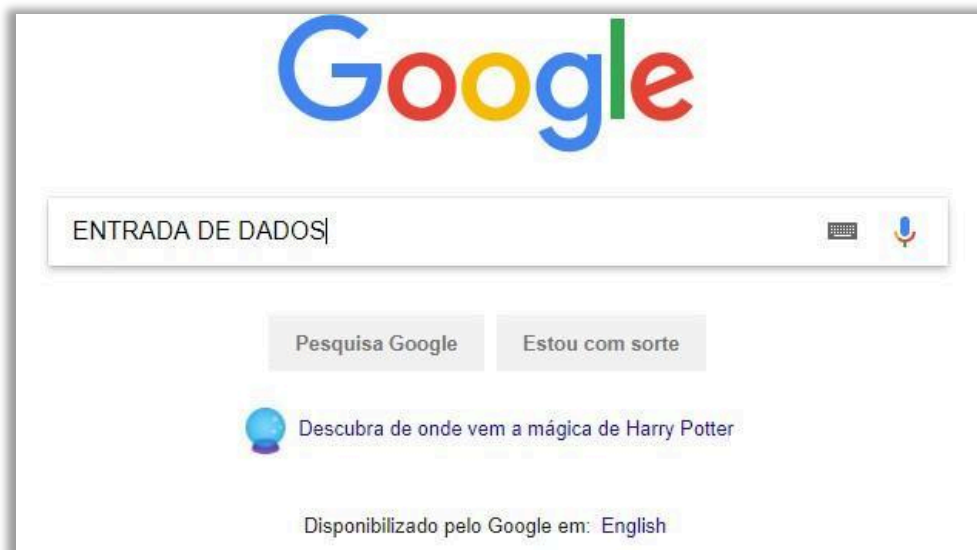 Google
ENTRADA DE DADOS
Pesquisa Google Estou com sorte
Descubra de onde vem a mágica de Harry Potter
Disponibilizado pelo Google em: English